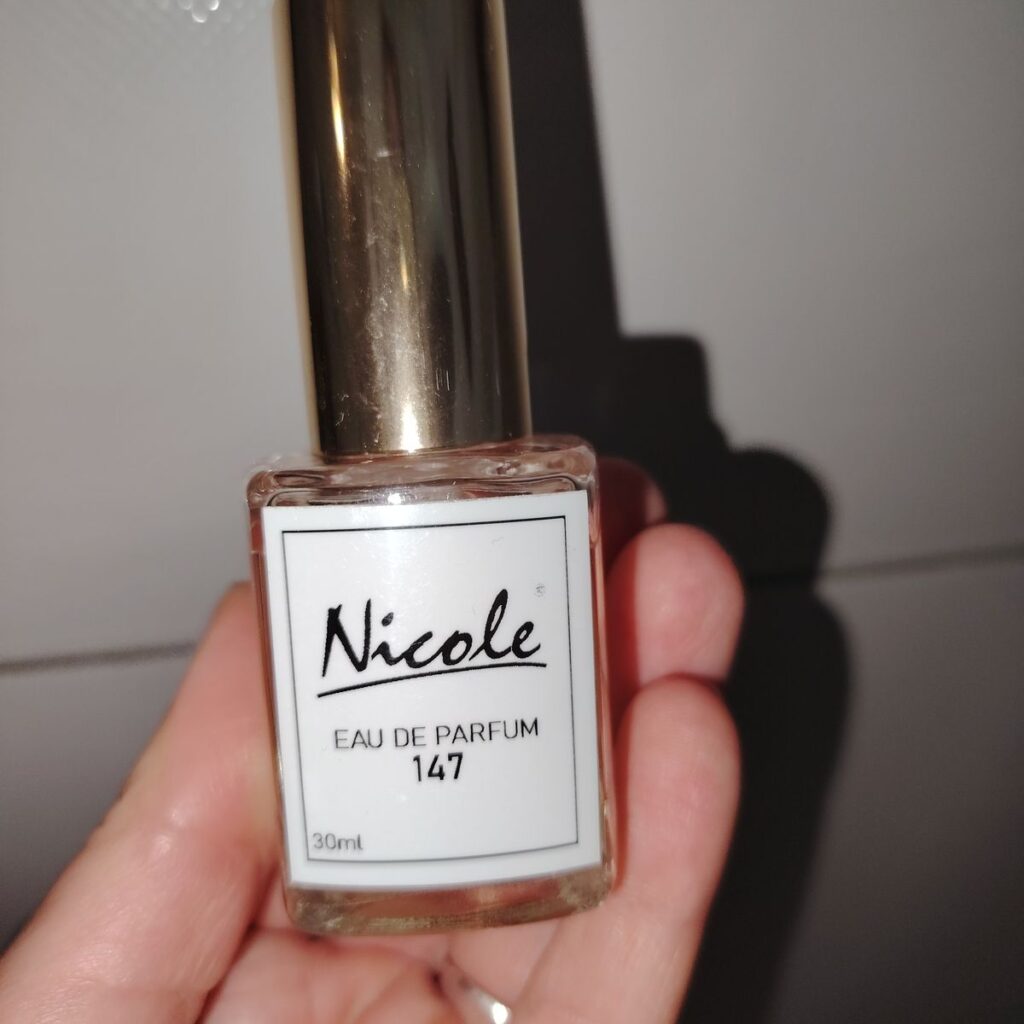 Nicole®
EAU DE PARFUM
147
30ml